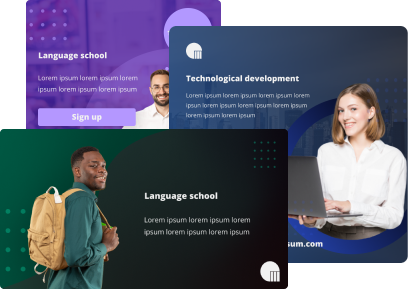 Language school
Lorem ipsum lorem ipsum lorem
ipsum lorem ipsum lorem ipsum
Sign up
Technological development
Lorem ipsum lorem ipsum lorem ipsum lorem
ipsum lorem ipsum lorem ipsum lorem ipsum
lorem ipsum lorem ipsum
sum.com
Language school
Lorem ipsum lorem ipsum lorem
ipsum lorem ipsum lorem ipsum